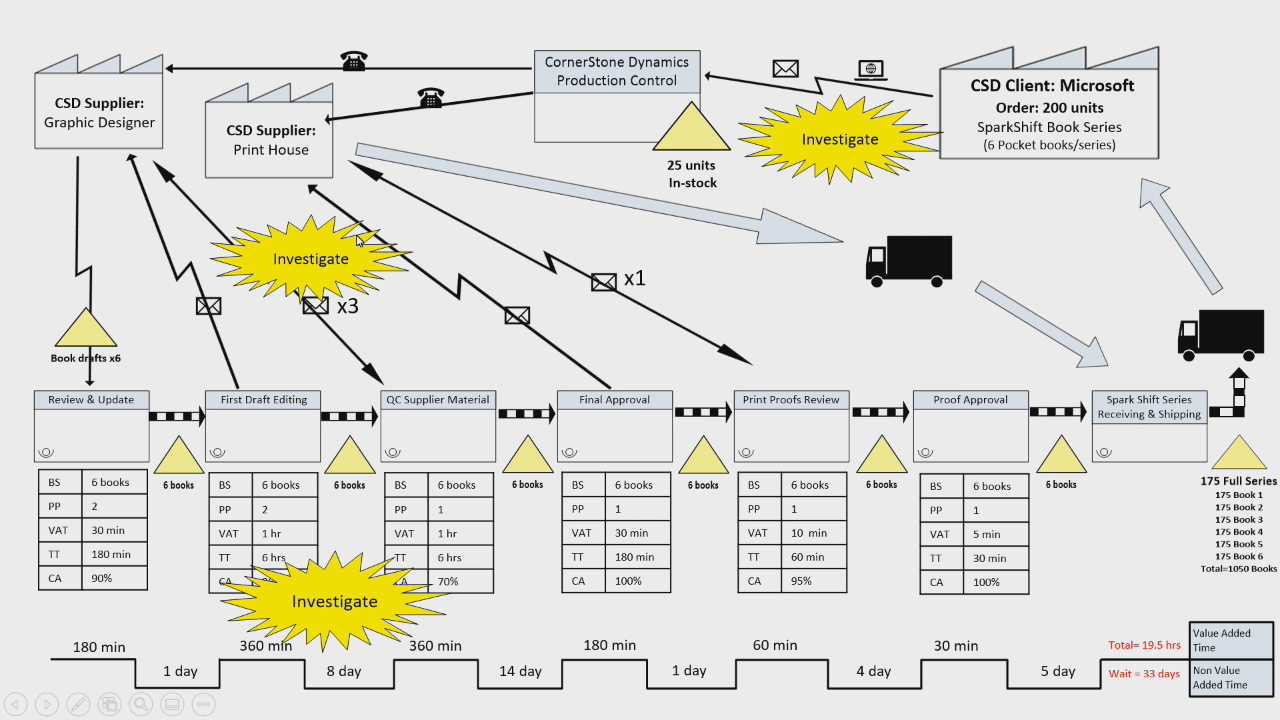 CSD Supplier:
Graphic Designer
CSD Supplier:
Print House
CornerStone Dynamics
Production Control
25 units
In-stock
Investigate
CSD Client: Microsoft
Order: 200 units
SparkShift Book Series
(6 Pocket books/series)
Investigate
x3
x1
Book drafts x6
Review & Update
First Draft Editing
QC Supplier Material
Final Approval
Print Proofs Review
Proof Approval
Spark Shift Series
Receiving & Shipping
6 books
6 books
6 books
6 books
6 books
6 books
BS 6 books
PP 2
VAT 30 min
TT 180 min
CA 90%
BS 6 books
PP 2
VAT 1 hr
TT 6 hrs
CA
BS 6 books
PP 1
VAT 1 hr
TT 6 hrs
CA 70%
BS 6 books
PP 1
VAT 30 min
TT 180 min
CA 100%
BS 6 books
PP 1
VAT 10 min
TT 60 min
CA 95%
BS 6 books
PP 1
VAT 5 min
TT 30 min
CA 100%
175 Full Series
175 Book 1
175 Book 2
175 Book 3
175 Book 4
175 Book 5
175 Book 6
Total=1050 Books
Investigate
180 min
360 min
360 min
180 min
60 min
30 min
1 day
8 day
14 day
1 day
4 day
5 day
Total= 19.5 hrs
Wait = 33 days
Value Added
Time
Non Value
Added Time